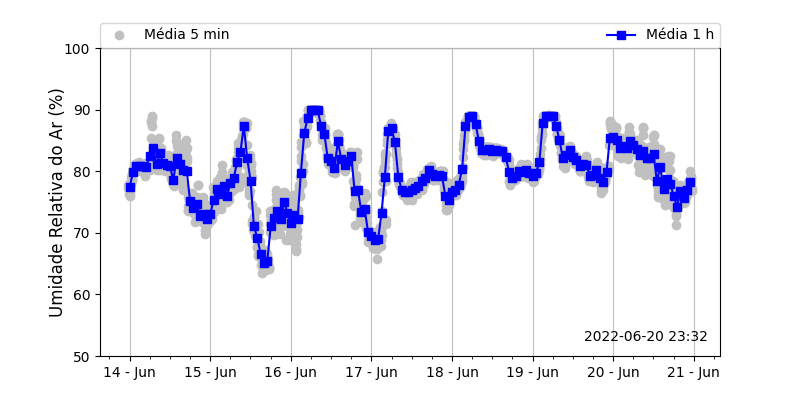 Média 5 min
Média 1 h
100
90
80
70
60
50
Umidade Relativa do Ar (%)
2022-06-20 23:32
14 - Jun
15 - Jun
16 - Jun
17 - Jun
18 - Jun
19 - Jun
20 - Jun
21 - Jun